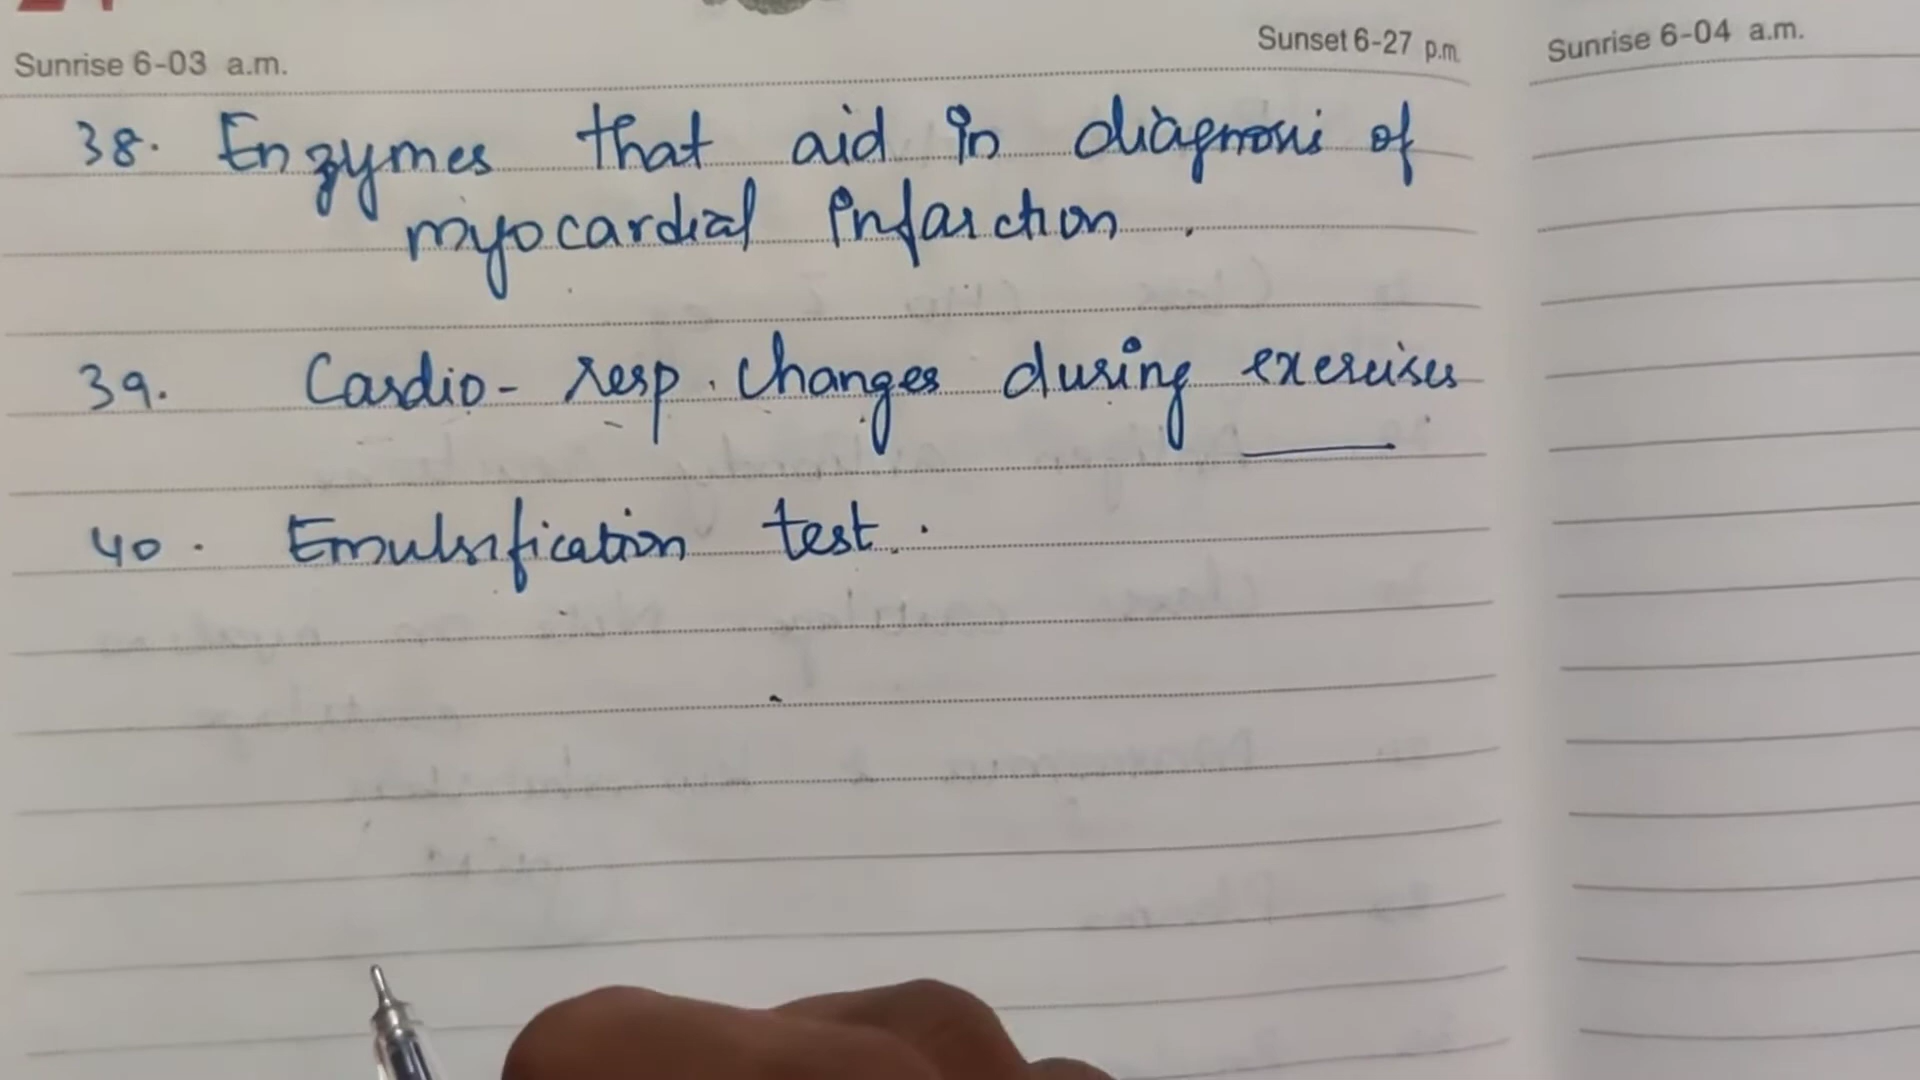 Sunrise 6-03 a.m.
Sunset 6-27 p.m.
38. Enzymes that aid in diagnosis of
myocardial infarction.
39. Cardio-resp. changes during exercises
40. Emulsification test.
Sunrise 6-04 a.m.